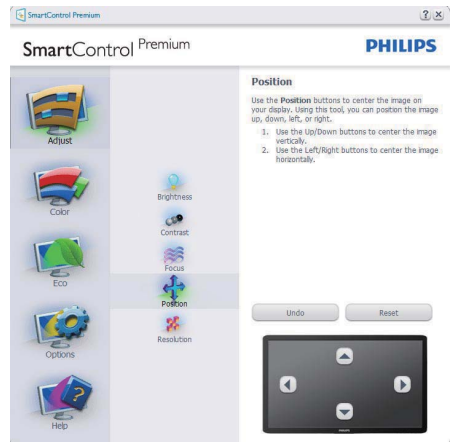 SmartControl Premium
? ×
SmartControl Premium
PHILIPS
Adjust
Color
Eco
Options
Help
Brightness
Contrast
Focus
Position
Resolution
Position
Use the Position buttons to center the image on
your display. Using this tool, you can position the image
up, down, left, or right.
1. Use the Up/Down buttons to center the image
vertically.
2. Use the Left/Right buttons to center the image
horizontally.
Undo Reset
PHILIPS